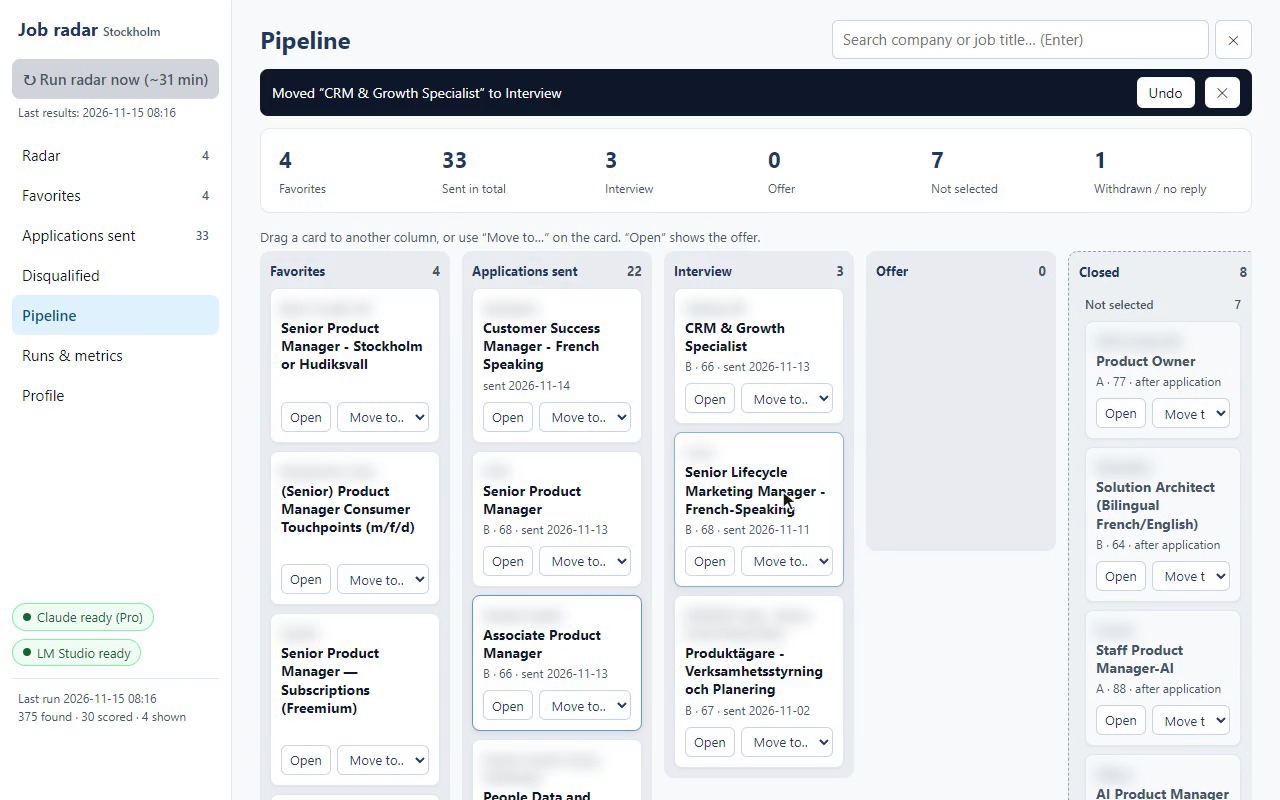 Job radar Stockholm
↻ Run radar now (~31 min)
Last results: 2026-11-15 08:16
Radar 4
Favorites 4
Applications sent 33
Disqualified
Pipeline
Runs & metrics
Profile
Claude ready (Pro)
LM Studio ready
Last run 2026-11-15 08:16
375 found · 30 scored · 4 shown
Pipeline
Search company or job title... (Enter)
×
Moved “CRM & Growth Specialist” to Interview
Undo
×
4
Favorites
33
Sent in total
3
Interview
0
Offer
7
Not selected
1
Withdrawn / no reply
Drag a card to another column, or use “Move to...” on the card. “Open” shows the offer.
Favorites 4
Senior Product
Manager - Stockholm
or Hudiksvall
Open Move to..
(Senior) Product
Manager Consumer
Touchpoints (m/f/d)
Open Move to..
Senior Product
Manager —
Subscriptions
(Freemium)
Open Move to..
Applications sent 22
Customer Success
Manager - French
Speaking
sent 2026-11-14
Open Move to..
Senior Product
Manager
B · 68 · sent 2026-11-13
Open Move to..
Associate Product
Manager
B · 66 · sent 2026-11-13
Open Move to..
People Data and
Interview 3
CRM & Growth
Specialist
B · 66 · sent 2026-11-13
Open Move to..
Senior Lifecycle
Marketing Manager -
French-Speaking
B · 68 · sent 2026-11-11
Open Move to..
Produktägare -
Verksamhetsstyrning
och Planering
B · 67 · sent 2026-11-02
Open Move to..
Offer 0
Closed 8
Not selected 7
Product Owner
A · 77 · after application
Open Move t
Solution Architect
(Bilingual
French/English)
B · 64 · after application
Open Move t
Staff Product
Manager-AI
A · 88 · after application
Open Move t
AI Product Manager